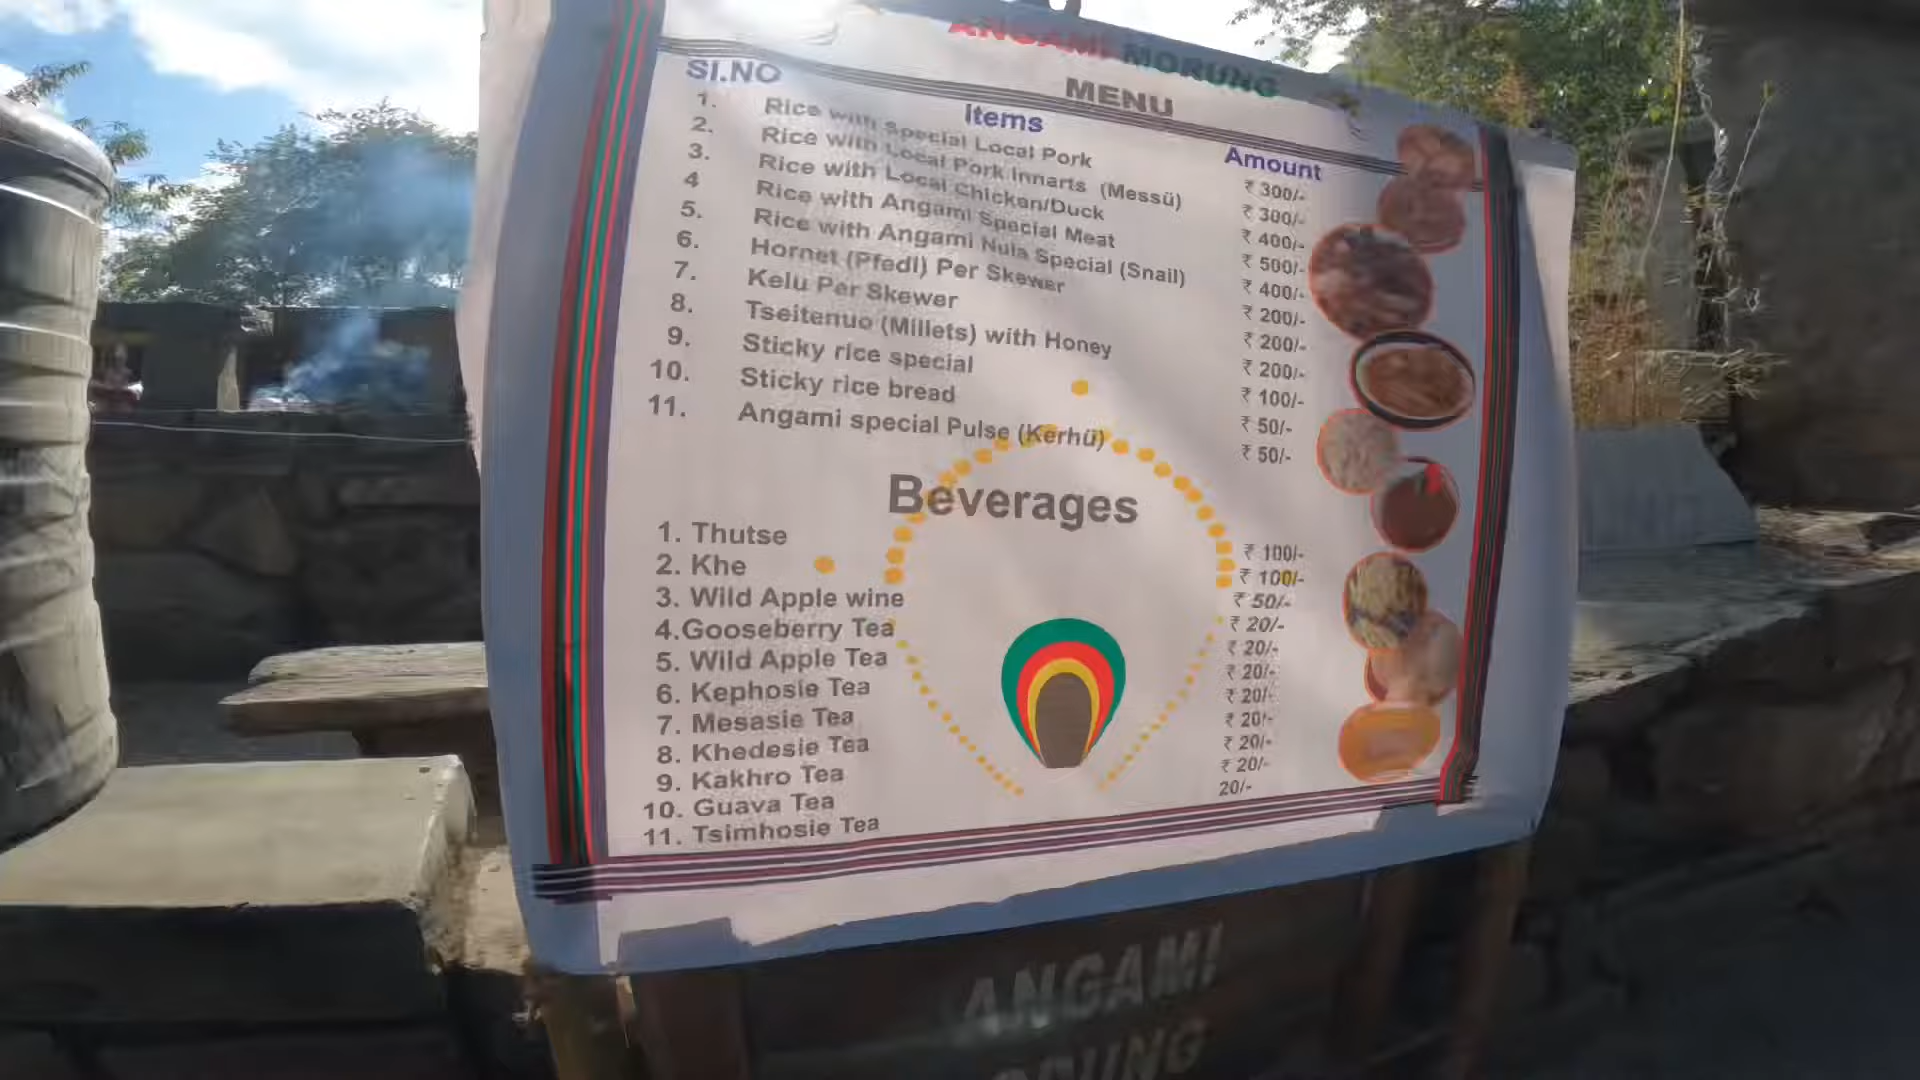 ANGAMI MORUNG
MENU
SI.NO Items Amount
1. Rice with special Local Pork ₹ 300/-
2. Rice with Local Pork Innarts (Messü) ₹ 300/-
3. Rice with Local Chicken/Duck ₹ 400/-
4 Rice with Angami Special Meat ₹ 500/-
5. Rice with Angami Nula Special (Snail) ₹ 400/-
6. Hornet (Pfedi) Per Skewer ₹ 200/-
7. Kelu Per Skewer ₹ 200/-
8. Tseitenuo (Millets) with Honey ₹ 200/-
9. Sticky rice special ₹ 100/-
10. Sticky rice bread ₹ 50/-
11. Angami special Pulse (Kerhü) ₹ 50/-
Beverages
1. Thutse ₹ 100/-
2. Khe ₹ 100/-
3. Wild Apple wine ₹ 50/-
4.Gooseberry Tea ₹ 20/-
5. Wild Apple Tea ₹ 20/-
6. Kephosie Tea ₹ 20/-
7. Mesasie Tea ₹ 20/-
8. Khedesie Tea ₹ 20/-
9. Kakhro Tea ₹ 20/-
10. Guava Tea ₹ 20/-
11. Tsimhosie Tea 20/-
ANGAMI